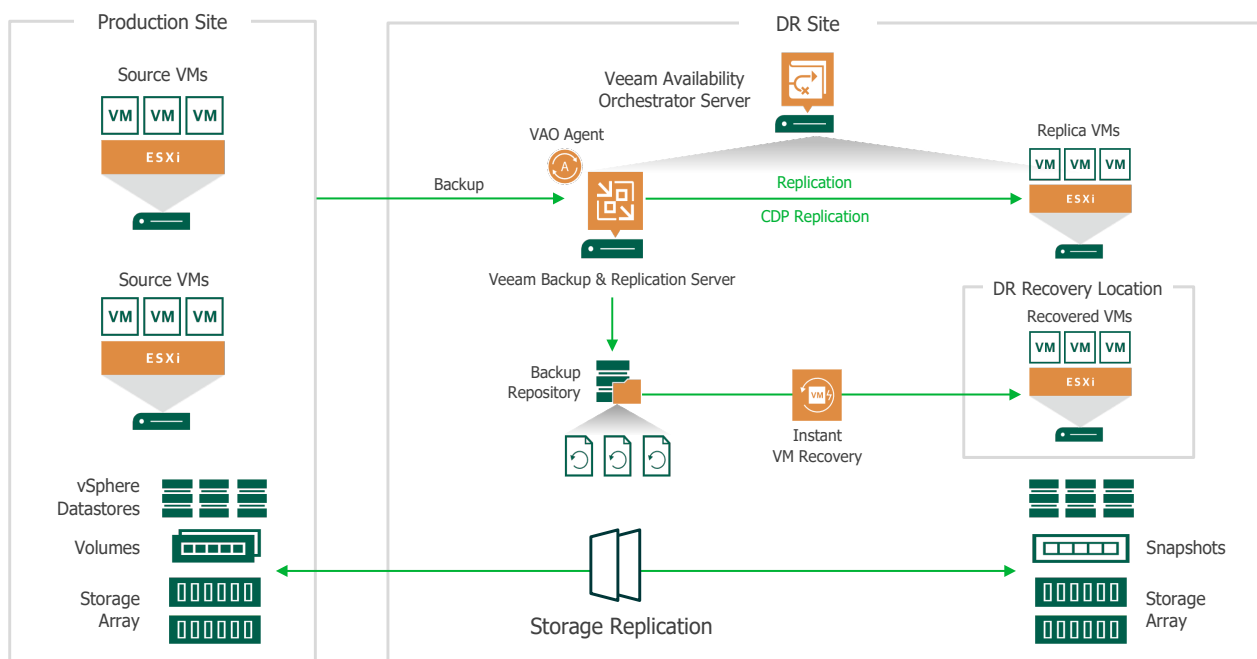 Production Site
Source VMs
VM VM VM
ESXi
Source VMs
VM VM VM
ESXi
vSphere
Datastores
Volumes
Storage
Array
DR Site
Veeam Availability
Orchestrator Server
VAO Agent
A
Backup
Replication
CDP Replication
Veeam Backup & Replication Server
Replica VMs
VM VM VM
ESXi
DR Recovery Location
Recovered VMs
VM VM VM
ESXi
Backup
Repository
VM
Instant
VM Recovery
Storage Replication
Snapshots
Storage
Array